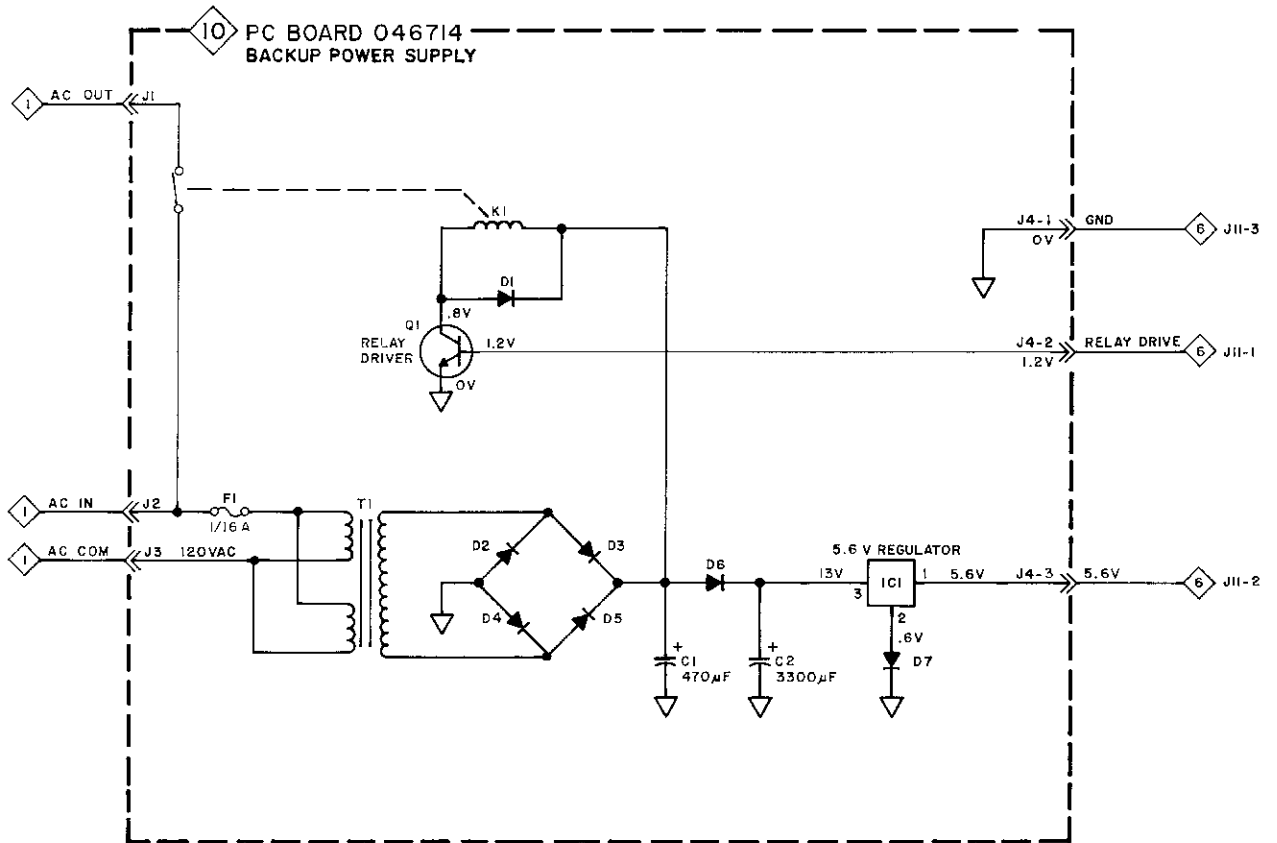 10 PC BOARD 046714
BACKUP POWER SUPPLY
1 AC OUT J1
K1
D1
.8V
Q1
RELAY DRIVER
1.2V
0V
J4-1 GND 6 J11-3
0V
J4-2 RELAY DRIVE 6 J11-1
1.2V
1 AC IN J2 F1 T1
1/16 A
1 AC COM J3 120VAC
D2 D3
D4 D5
D6
13V
5.6 V REGULATOR
3 IC1 1 5.6V J4-3 5.6V 6 J11-2
2
.6V
D7
+
C1
470µF
+
C2
3300µF